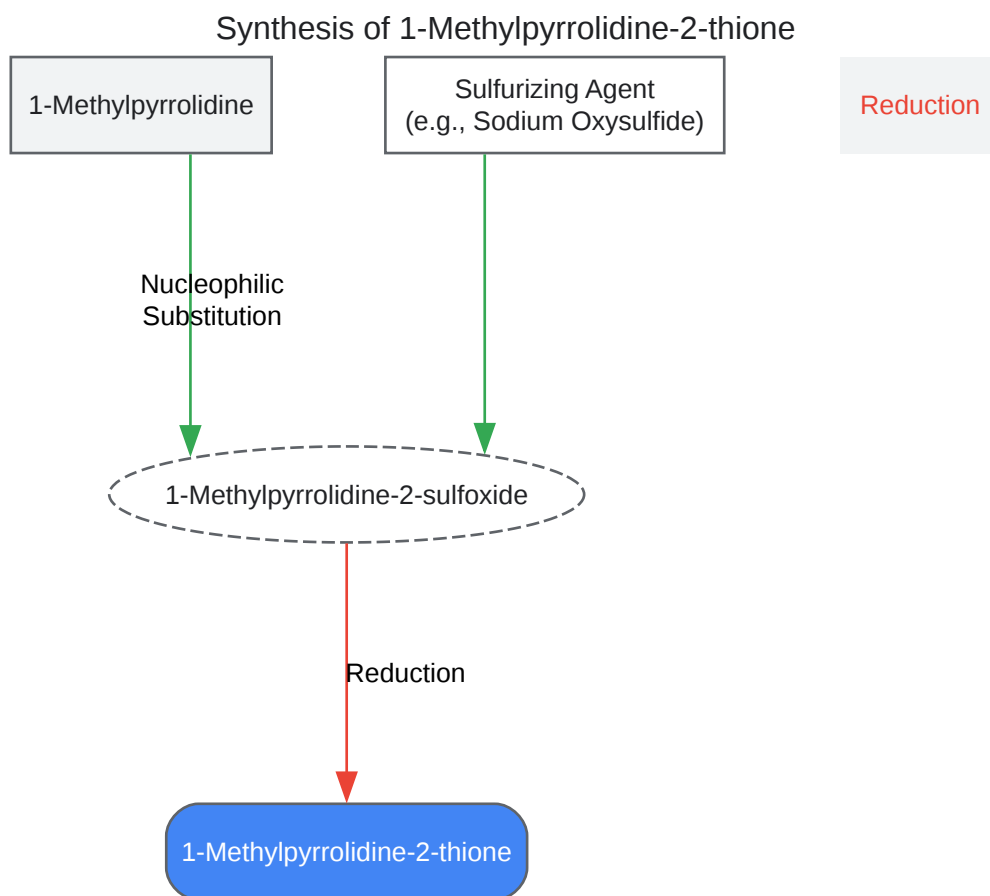 Synthesis of 1-Methylpyrrolidine-2-thione
1-Methylpyrrolidine
Sulfurizing Agent
(e.g., Sodium Oxysulfide)
Reduction
Nucleophilic
Substitution
1-Methylpyrrolidine-2-sulfoxide
Reduction
1-Methylpyrrolidine-2-thione